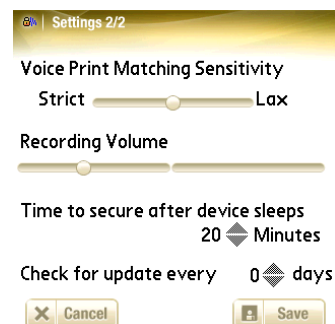 Settings 2/2
Voice Print Matching Sensitivity
Strict Lax
Recording Volume
Time to secure after device sleeps
20 Minutes
Check for update every 0 days
Cancel Save